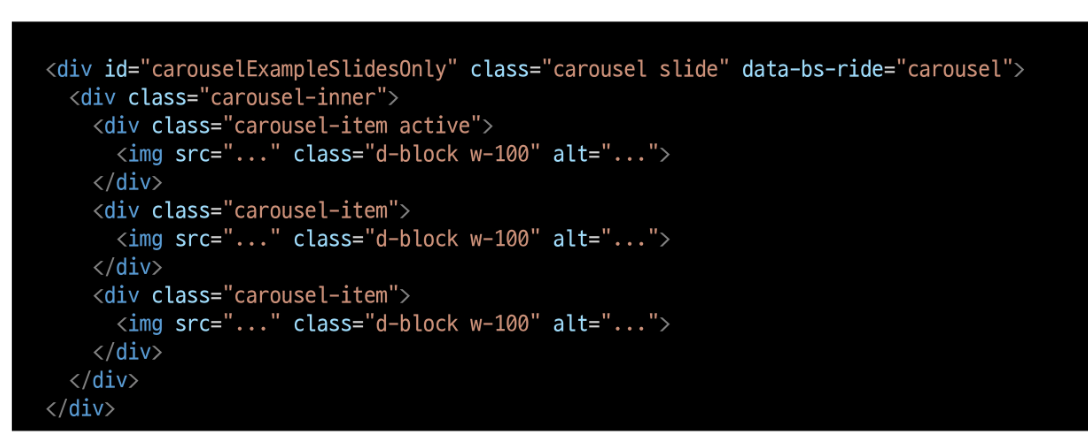 <div id="carouselExampleSlidesOnly" class="carousel slide" data-bs-ride="carousel">
  <div class="carousel-inner">
    <div class="carousel-item active">
      <img src="..." class="d-block w-100" alt="...">
    </div>
    <div class="carousel-item">
      <img src="..." class="d-block w-100" alt="...">
    </div>
    <div class="carousel-item">
      <img src="..." class="d-block w-100" alt="...">
    </div>
  </div>
</div>